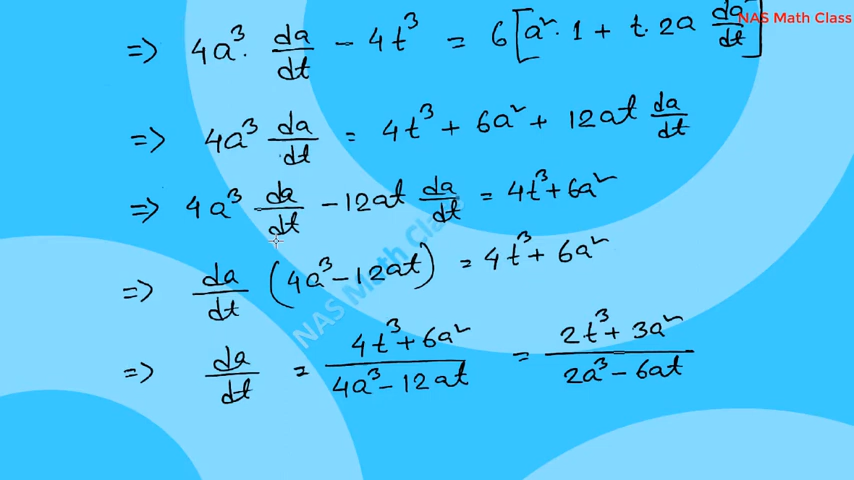 => 4a³. da/dt - 4t³ = 6[a². 1 + t. 2a da/dt]
NAS Math Class
=> 4a³ da/dt = 4t³ + 6a² + 12at da/dt
=> 4a³ da/dt - 12at da/dt = 4t³ + 6a²
=> da/dt (4a³ - 12at) = 4t³ + 6a²
=> da/dt = (4t³ + 6a²)/(4a³ - 12at) = (2t³ + 3a²)/(2a³ - 6at)
NAS Math Class